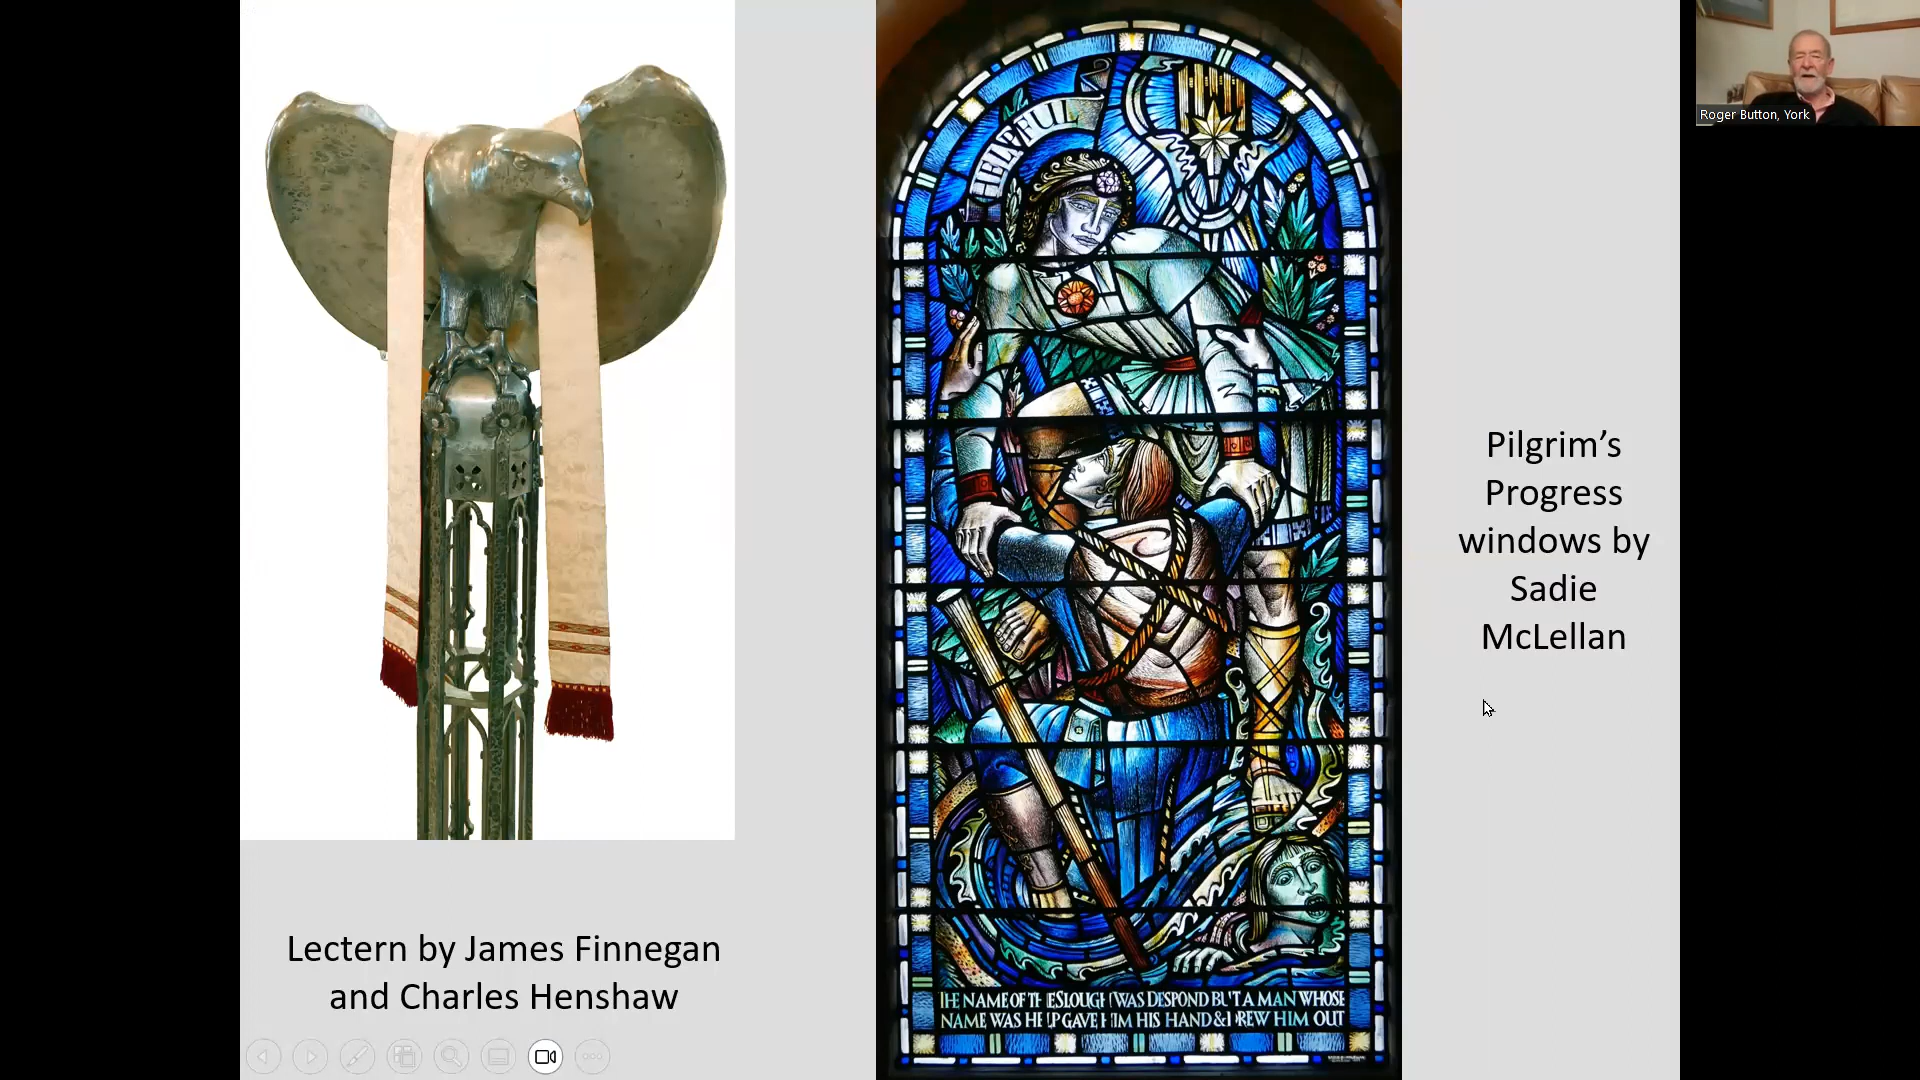 HELPFUL
THE NAME OF THE SLOUGH WAS DESPOND BUT A MAN WHOSE
NAME WAS HELP GAVE HIM HIS HAND & DREW HIM OUT
Lectern by James Finnegan
and Charles Henshaw
Pilgrim’s
Progress
windows by
Sadie
McLellan
Roger Button, York